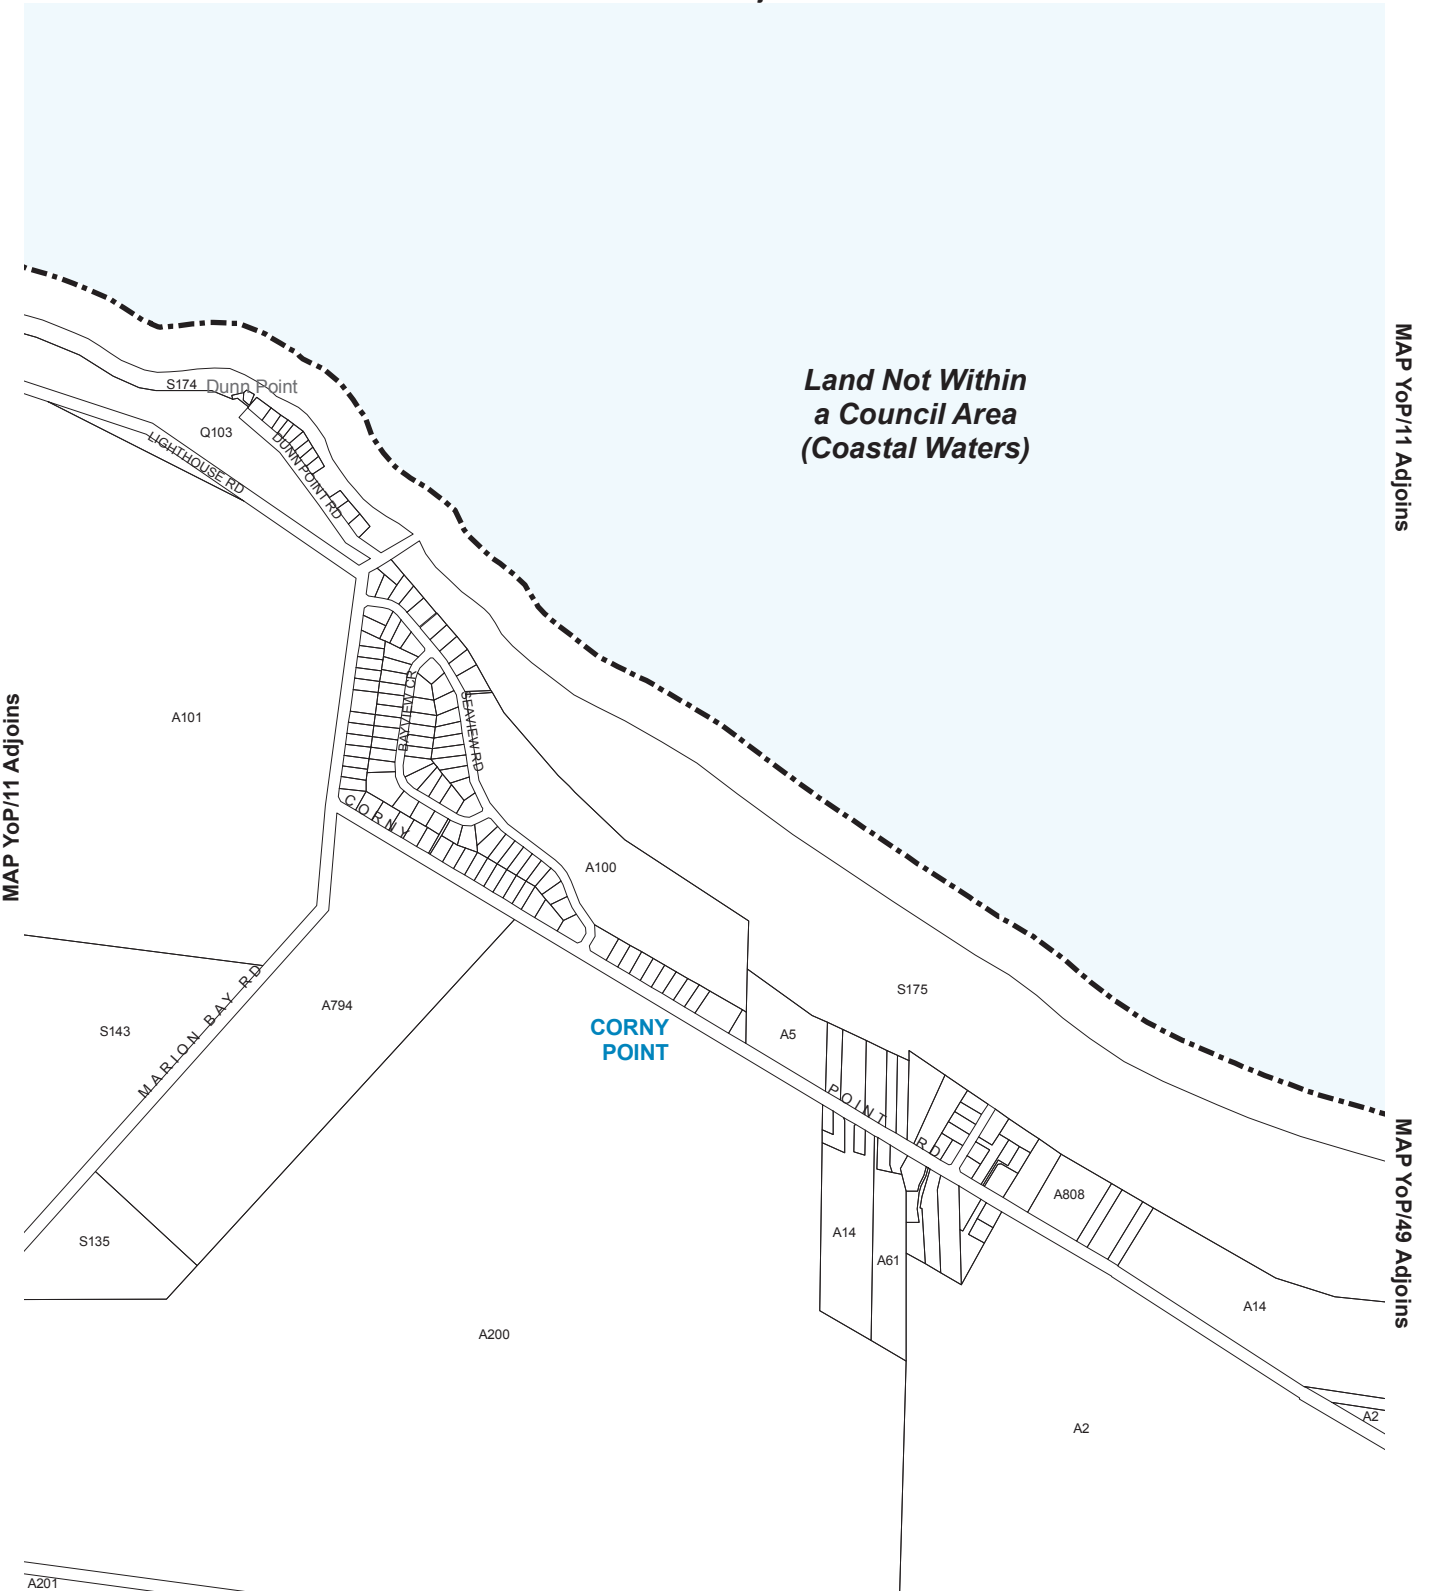 Land Not Within
a Council Area
(Coastal Waters)
MAP YoP/11 Adjoins
S174
Dunn Point
Q103
LIGHTHOUSE RD
DUNN POINT RD
MAP YoP/11 Adjoins
A101
BAYVIEW CR
SEAVIEW RD
CORNY POINT RD
A100
S175
S143
MARION BAY RD
A794
CORNY
POINT
A5
MAP YoP/49 Adjoins
A808
S135
A14
A61
A14
A200
A2
A2
A201